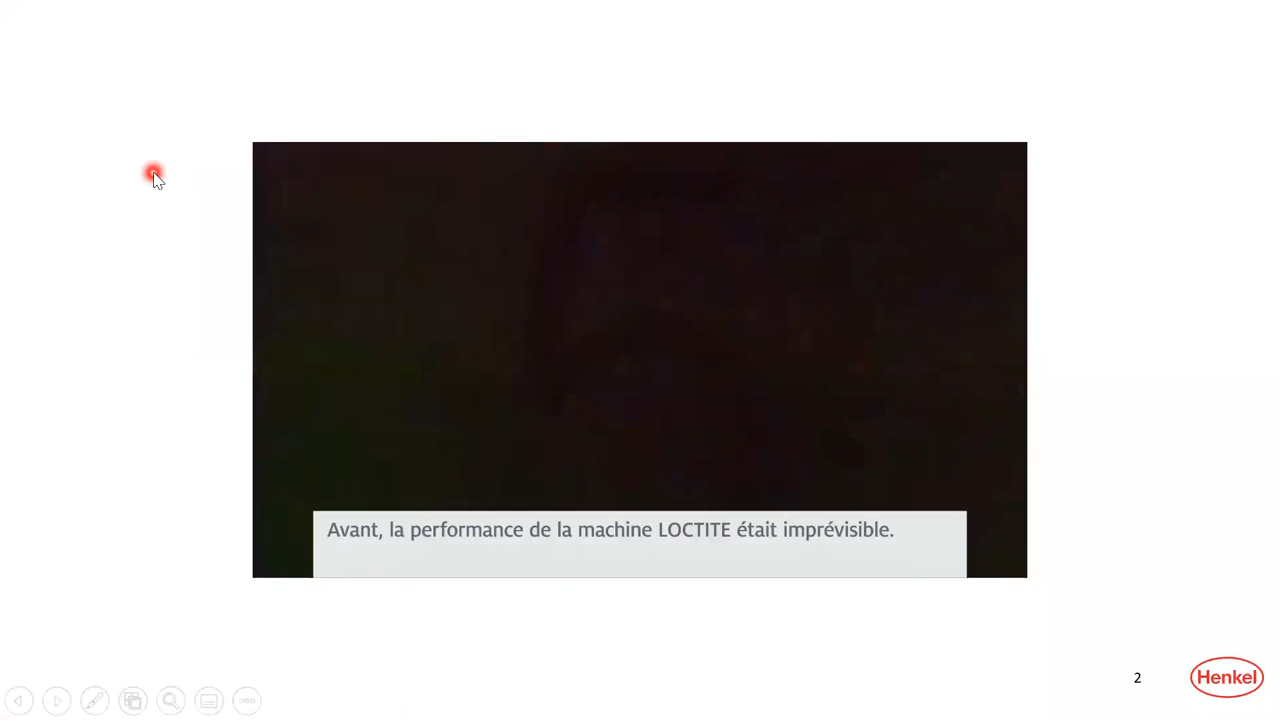 Avant, la performance de la machine LOCTITE était imprévisible.
2
Henkel